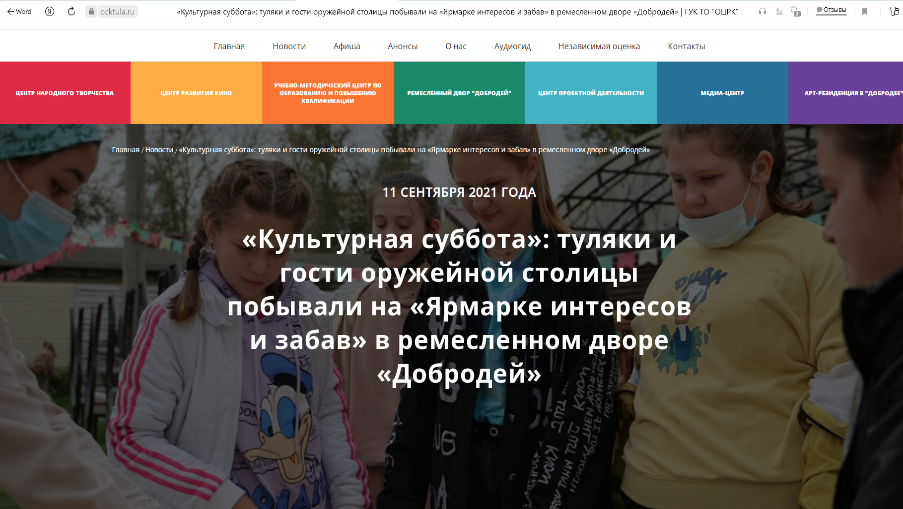 Word
ocktula.ru
«Культурная суббота»: туляки и гости оружейной столицы побывали на «Ярмарке интересов и забав» в ремесленном дворе «Добродей» | ГУК ТО "ОЦРК"
2
Отзывы
Главная Новости Афиша Анонсы О нас Аудиогид Независимая оценка Контакты
ЦЕНТР НАРОДНОГО ТВОРЧЕСТВА
ЦЕНТР РАЗВИТИЯ КИНО
УЧЕБНО-МЕТОДИЧЕСКИЙ ЦЕНТР ПО
ОБРАЗОВАНИЮ И ПОВЫШЕНИЮ
КВАЛИФИКАЦИИ
РЕМЕСЛЕННЫЙ ДВОР "ДОБРОДЕЙ"
ЦЕНТР ПРОЕКТНОЙ ДЕЯТЕЛЬНОСТИ
МЕДИА-ЦЕНТР
АРТ-РЕЗИДЕНЦИЯ В "ДОБРОДЕЕ"
Главная / Новости / «Культурная суббота»: туляки и гости оружейной столицы побывали на «Ярмарке интересов и забав» в ремесленном дворе «Добродей»
11 СЕНТЯБРЯ 2021 ГОДА
«Культурная суббота»: туляки и
гости оружейной столицы
побывали на «Ярмарке интересов
и забав» в ремесленном дворе
«Добродей»